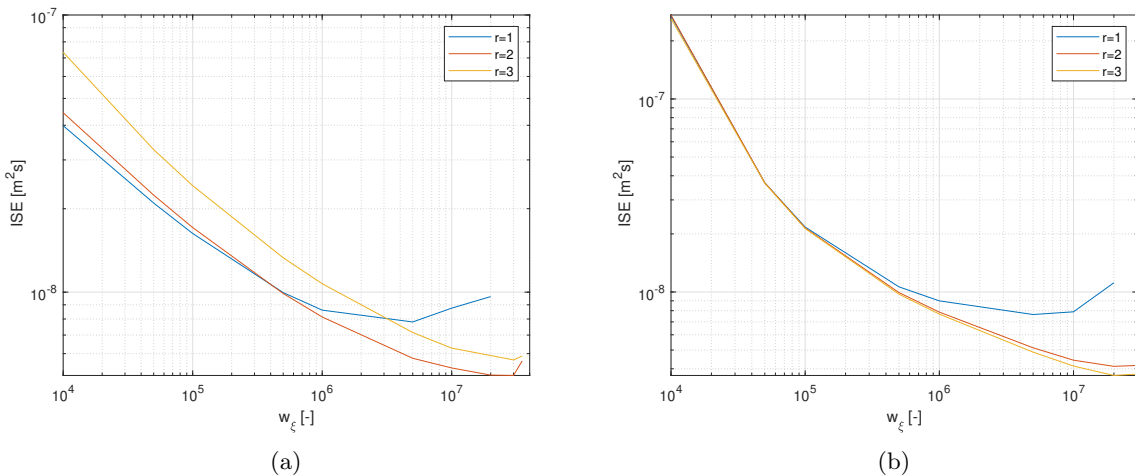 10^-7
r=1
r=2
r=3
ISE [m^2s]
10^-8
10^4
10^5
10^6
10^7
w_ξ [-]
(a)
r=1
r=2
r=3
10^-7
ISE [m^2s]
10^-8
10^4
10^5
10^6
10^7
w_ξ [-]
(b)